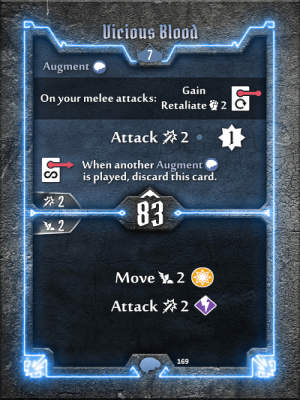 Vicious Blood
7
Augment
On your melee attacks: Gain
Retaliate 2
Attack 2 1
When another Augment
is played, discard this card.
2
83
2
Move 2
Attack 2
169